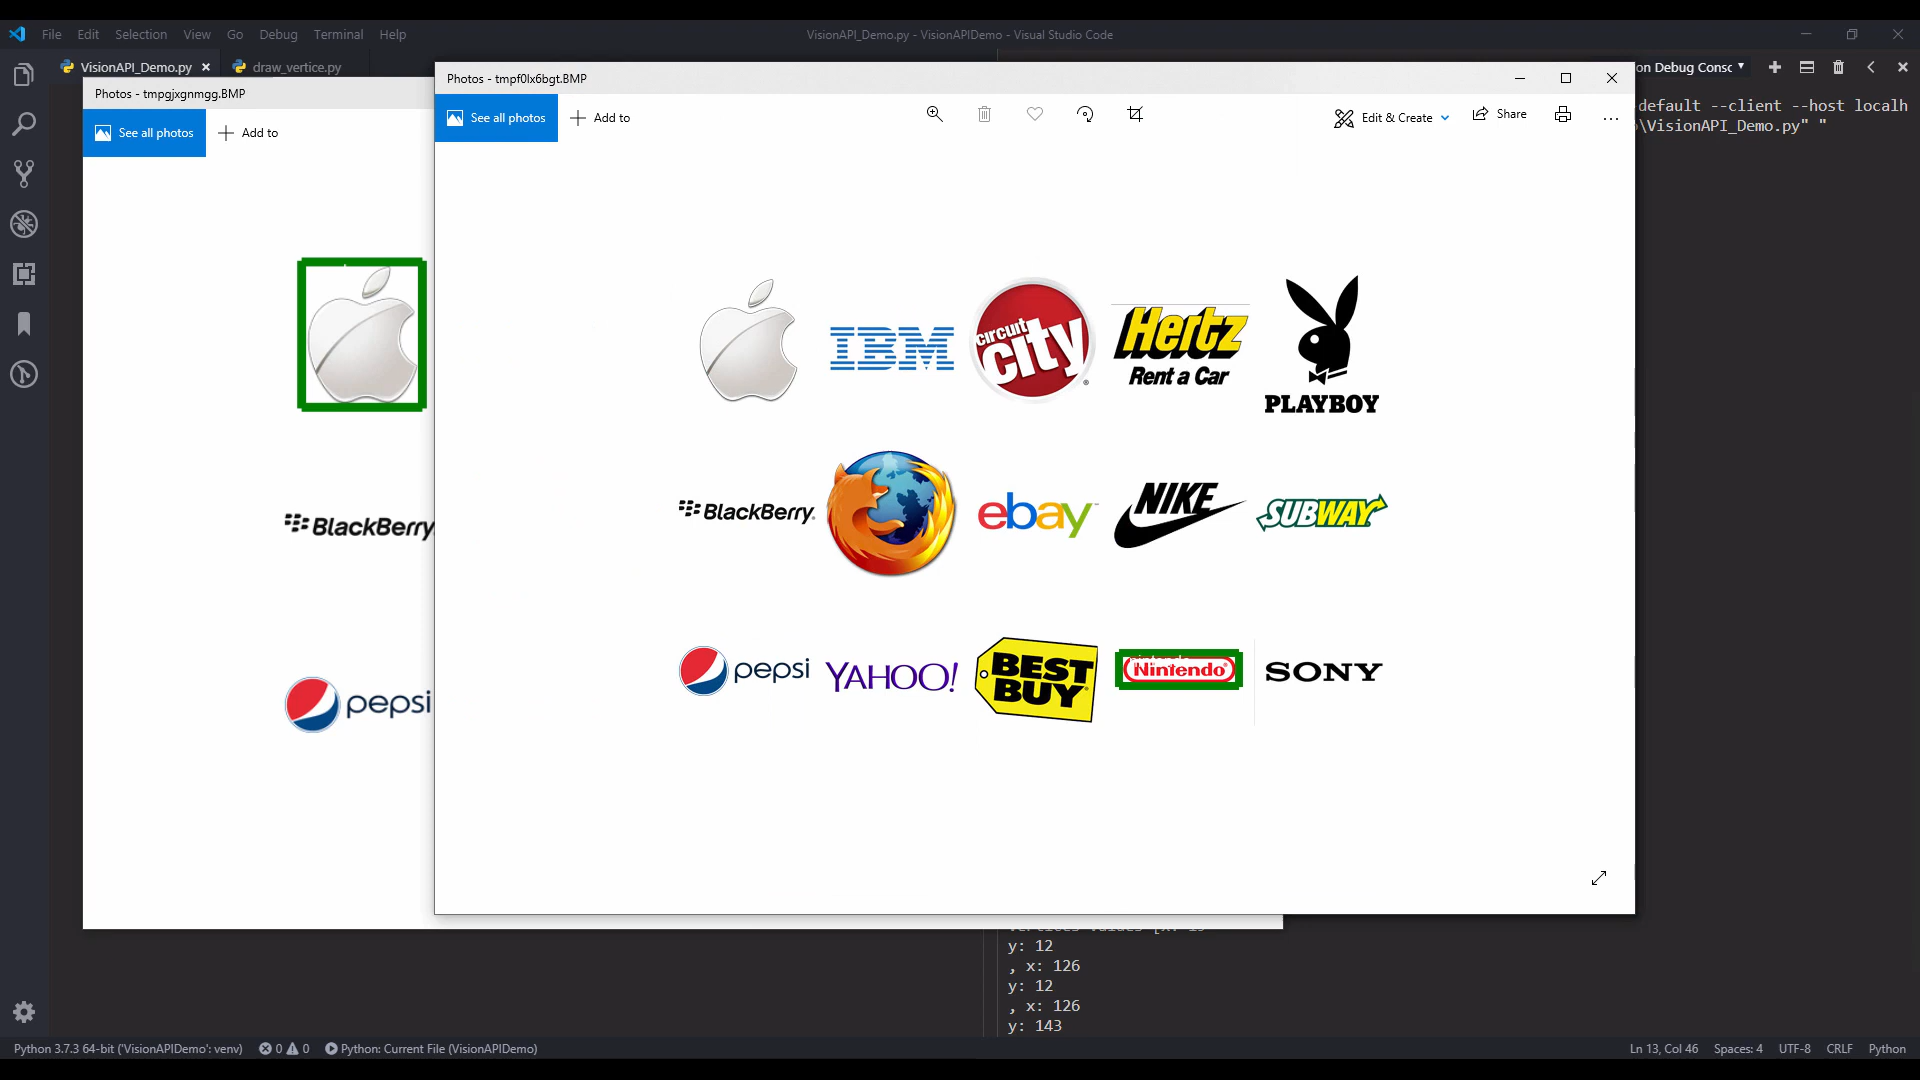 File Edit Selection View Go Debug Terminal Help
VisionAPI_Demo.py - VisionAPIDemo - Visual Studio Code
VisionAPI_Demo.py
draw_vertice.py
Photos - tmpgjxgnmgg.BMP
See all photos
Add to
BlackBerry
pepsi
Photos - tmpf0lx6bgt.BMP
See all photos
Add to
Edit & Create
Share
IBM
circuit
city
Hertz
Rent a Car
PLAYBOY
BlackBerry
ebay
NIKE
SUBWAY
pepsi
YAHOO!
BEST
BUY
Nintendo
SONY
on Debug Consc
default --client --host localh
\VisionAPI_Demo.py" "
y: 12
, x: 126
y: 12
, x: 126
y: 143
Python 3.7.3 64-bit ('VisionAPIDemo': venv) 0 0 Python: Current File (VisionAPIDemo)
Ln 13, Col 46 Spaces: 4 UTF-8 CRLF Python